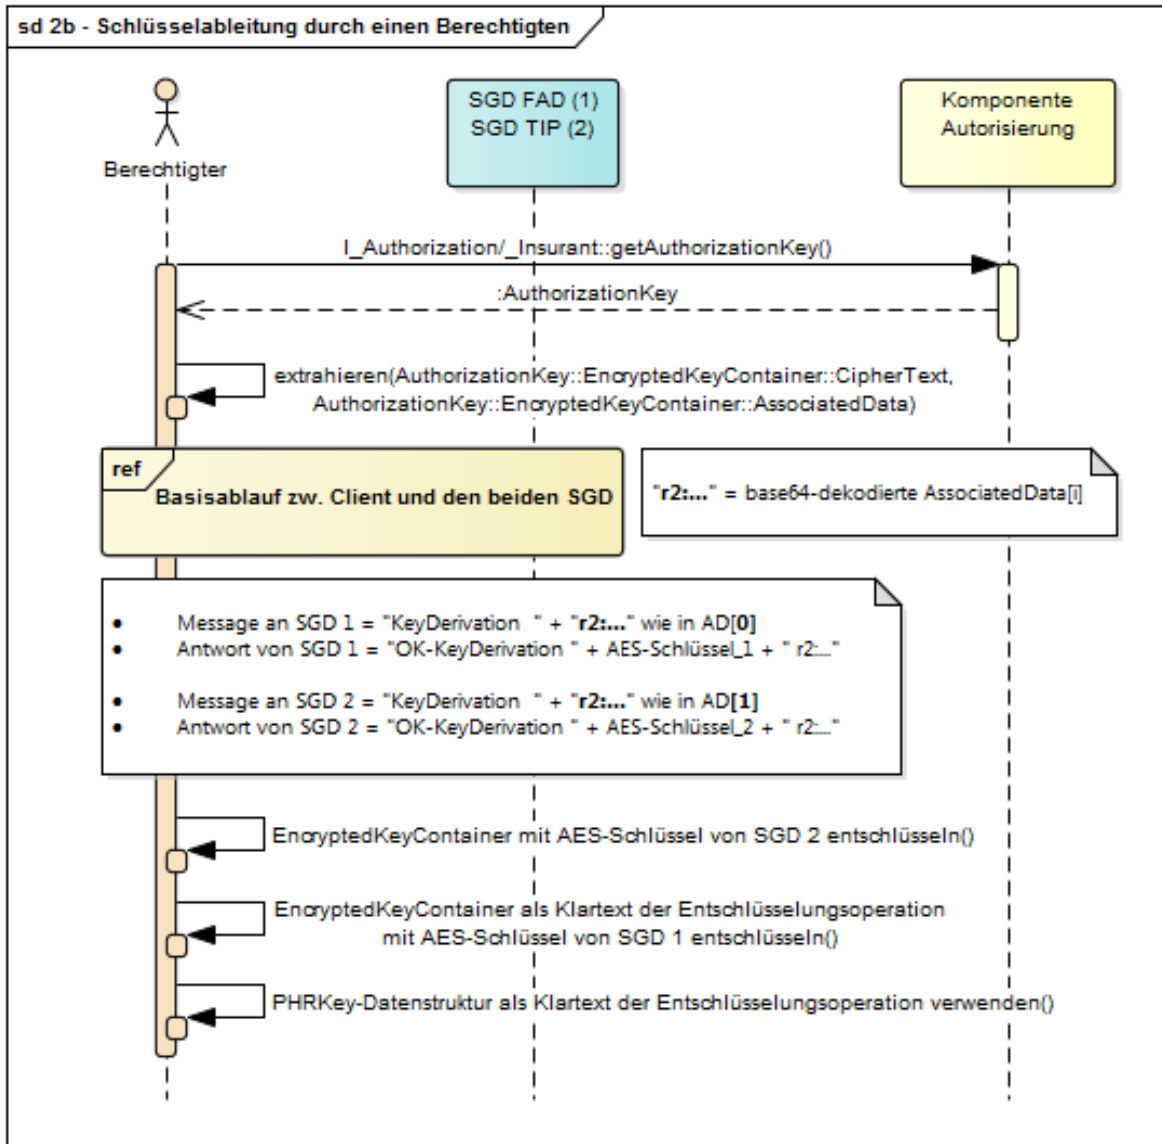 sd 2b - Schlüsselableitung durch einen Berechtigten
SGD FAD (1)
SGD TIP (2)
Komponente
Autorisierung
Berechtigter
I_Authorization/_Insurant::getAuthorizationKey()
:AuthorizationKey
extrahieren(AuthorizationKey::EncryptedKeyContainer::CipherText,
AuthorizationKey::EncryptedKeyContainer::AssociatedData)
ref
Basisablauf zw. Client und den beiden SGD
"r2:..." = base64-dekodierte AssociatedData[i]
• Message an SGD 1 = "KeyDerivation " + "r2:..." wie in AD[0]
• Antwort von SGD 1 = "OK-KeyDerivation " + AES-Schlüssel_1 + " r2:..."
• Message an SGD 2 = "KeyDerivation " + "r2:..." wie in AD[1]
• Antwort von SGD 2 = "OK-KeyDerivation " + AES-Schlüssel_2 + " r2:..."
EncryptedKeyContainer mit AES-Schlüssel von SGD 2 entschlüseln()
EncryptedKeyContainer als Klartext der Entschlüsselungsoperation
mit AES-Schlüssel von SGD 1 entschlüseln()
PHRKey-Datenstruktur als Klartext der Entschlüsselungsoperation verwenden()